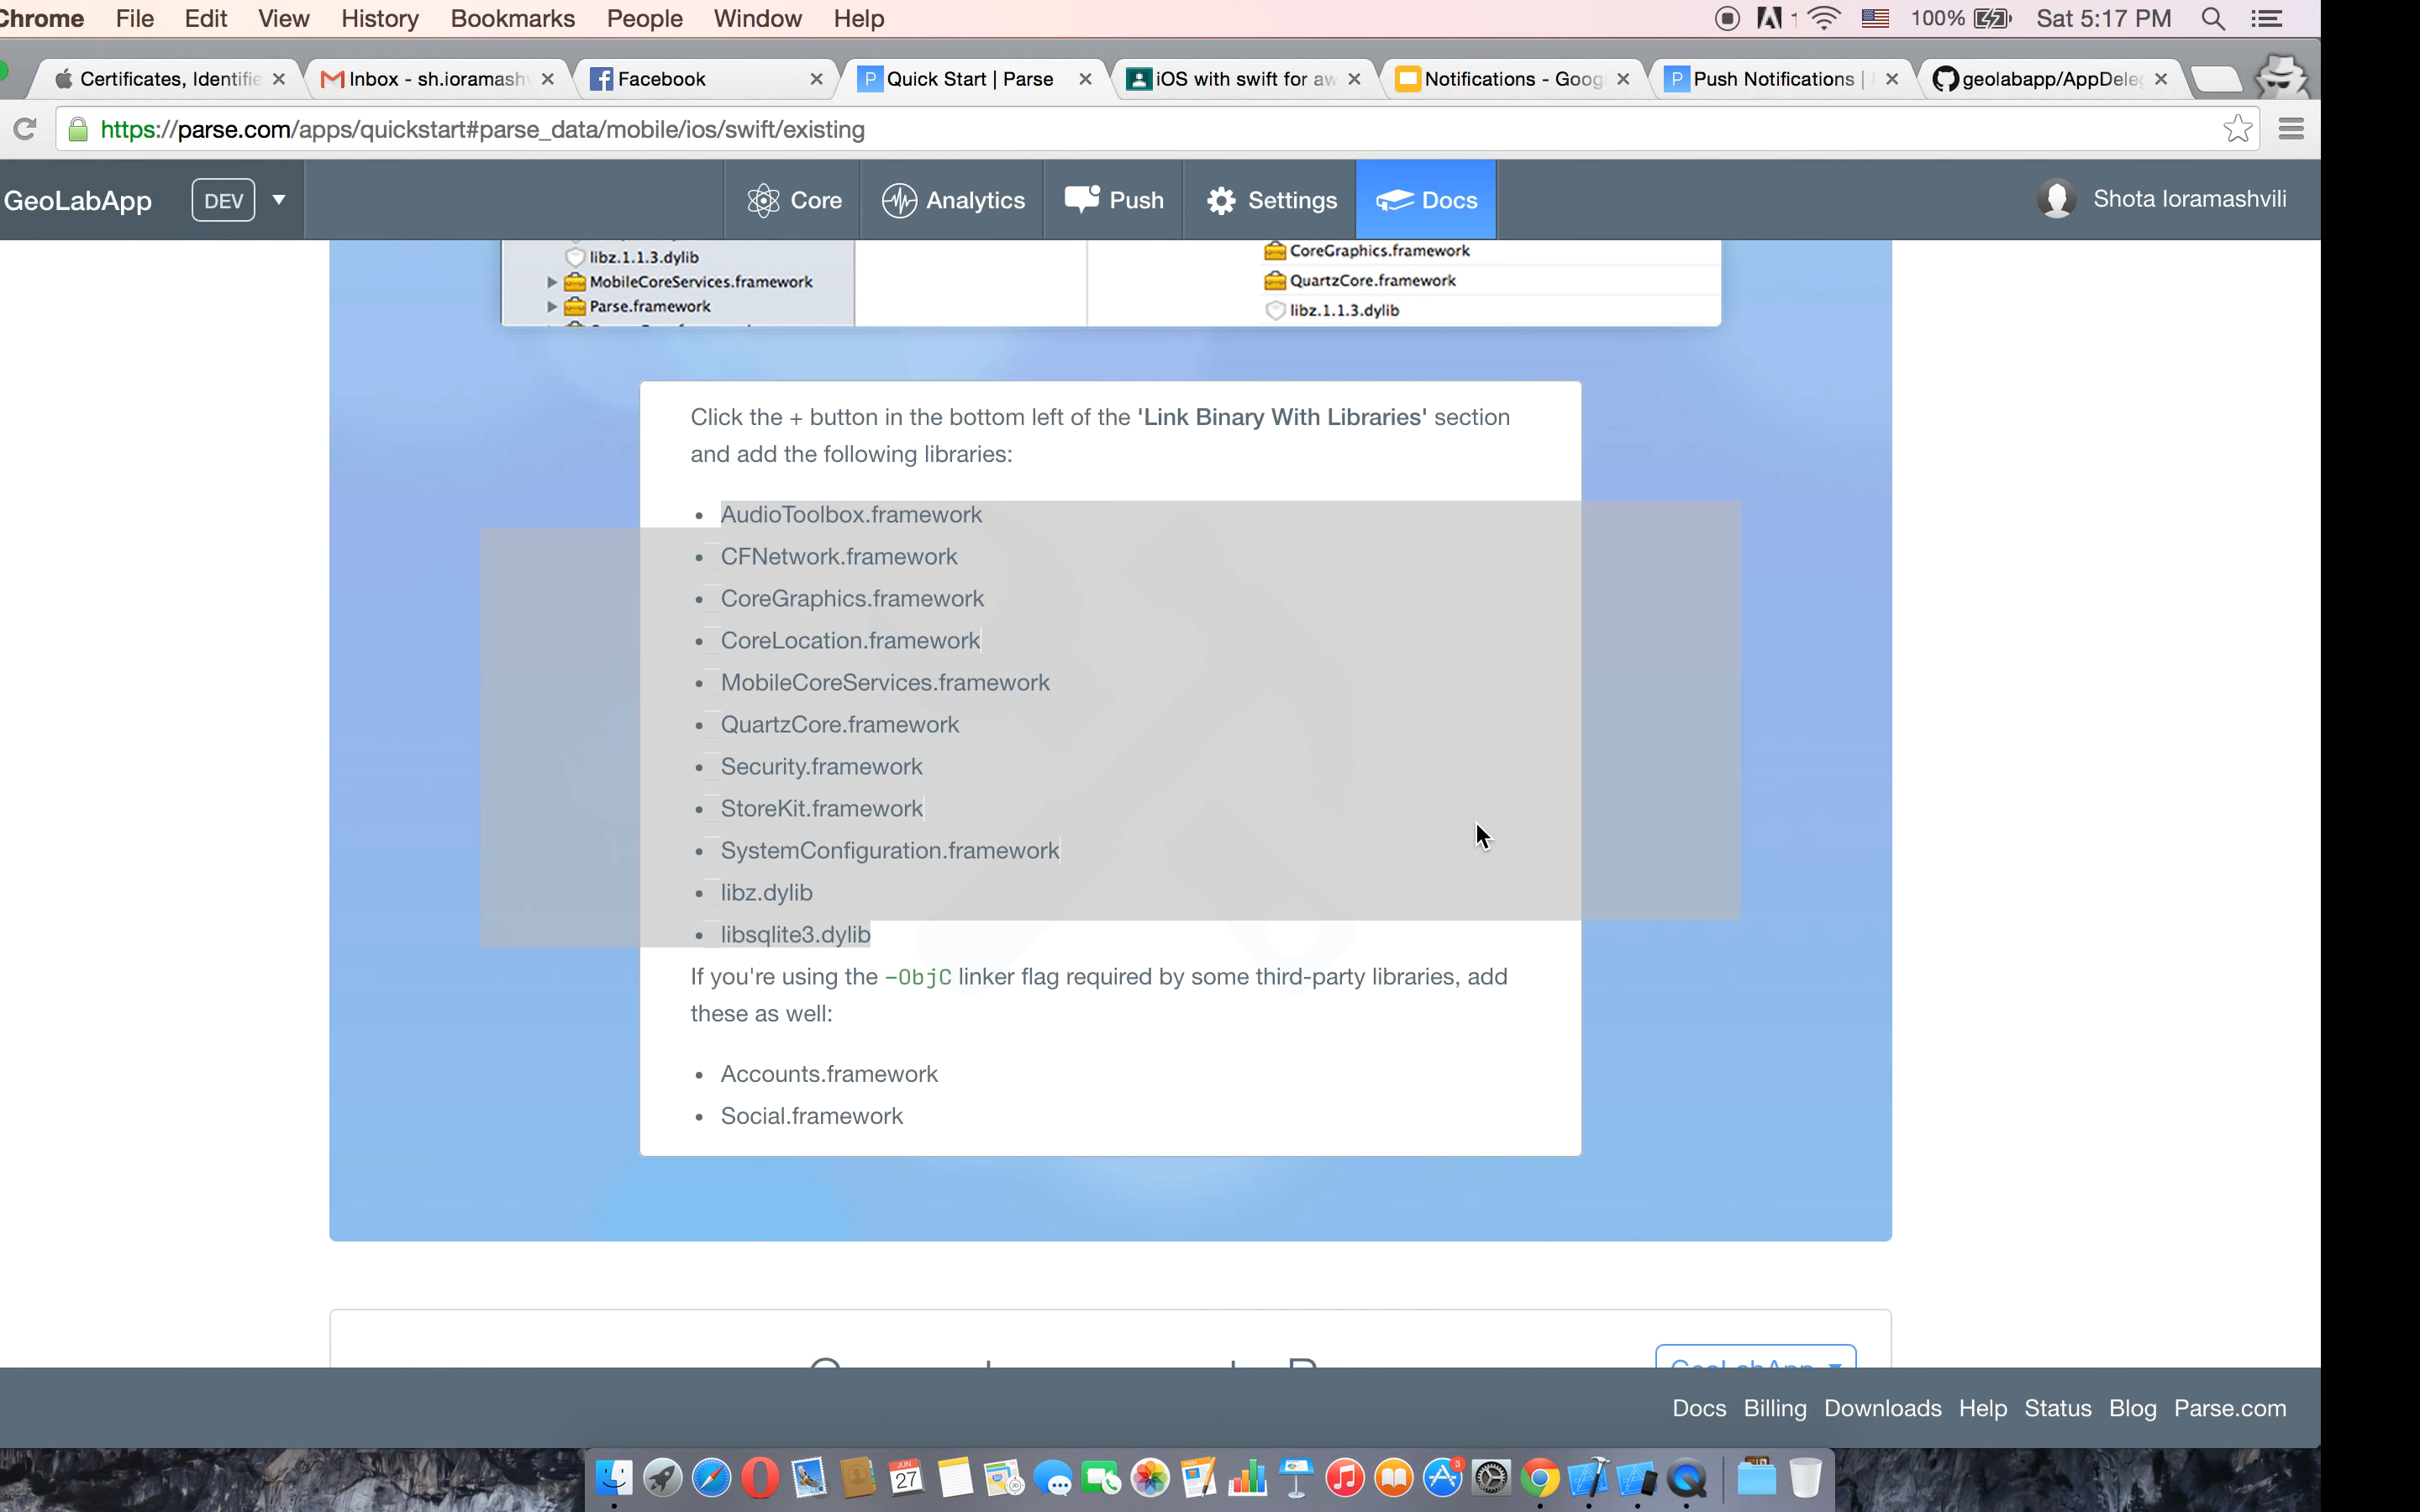 Chrome File Edit View History Bookmarks People Window Help 100% Sat 5:17 PM
Certificates, Identifie Inbox - sh.ioramash Facebook Quick Start | Parse iOS with swift for aw Notifications - Goog Push Notifications | geolabapp/AppDele
https://parse.com/apps/quickstart#parse_data/mobile/ios/swift/existing
GeoLabApp DEV Core Analytics Push Settings Docs Shota Ioramashvili
libz.1.1.3.dylib
MobileCoreServices.framework
Parse.framework
CoreGraphics.framework
QuartzCore.framework
libz.1.1.3.dylib
Click the + button in the bottom left of the 'Link Binary With Libraries' section
and add the following libraries:
• AudioToolbox.framework
• CFNetwork.framework
• CoreGraphics.framework
• CoreLocation.framework
• MobileCoreServices.framework
• QuartzCore.framework
• Security.framework
• StoreKit.framework
• SystemConfiguration.framework
• libz.dylib
• libsqlite3.dylib
If you're using the -ObjC linker flag required by some third-party libraries, add
these as well:
• Accounts.framework
• Social.framework
GeoLabApp
Docs Billing Downloads Help Status Blog Parse.com
JUN
27
3